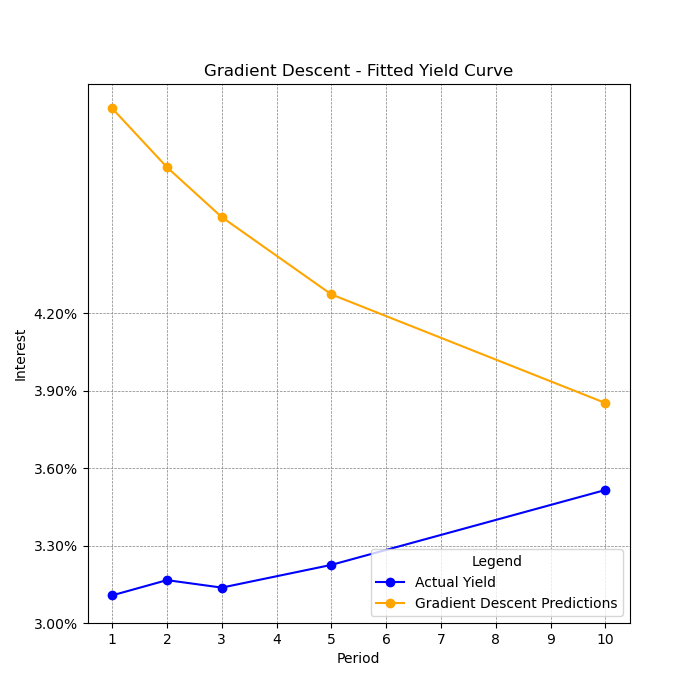 Gradient Descent - Fitted Yield Curve
Interest
4.20%
3.90%
3.60%
3.30%
3.00%
Legend
Actual Yield
Gradient Descent Predictions
1 2 3 4 5 6 7 8 9 10
Period